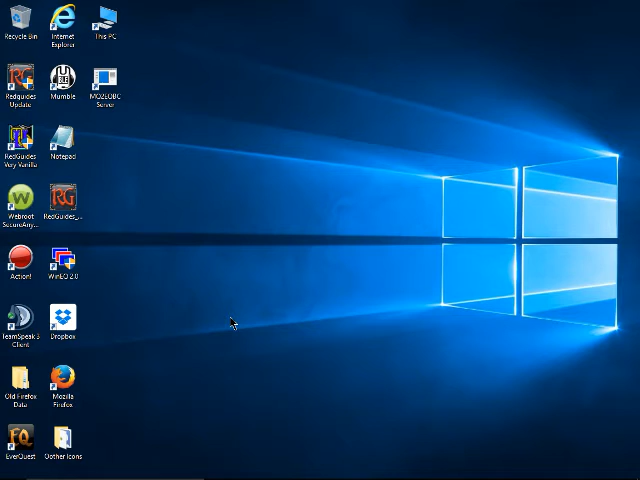 Recycle Bin
Internet
Explorer
This PC
Redguides
Update
Mumble
MO2EOBC
Server
RedGuides
Very Vanilla
Notepad
Webroot
SecureAny...
RedGuides_...
Action!
WinEQ 2.0
TeamSpeak 3
Client
Dropbox
Old Firefox
Data
Mozilla
Firefox
EverQuest
Oother Icons